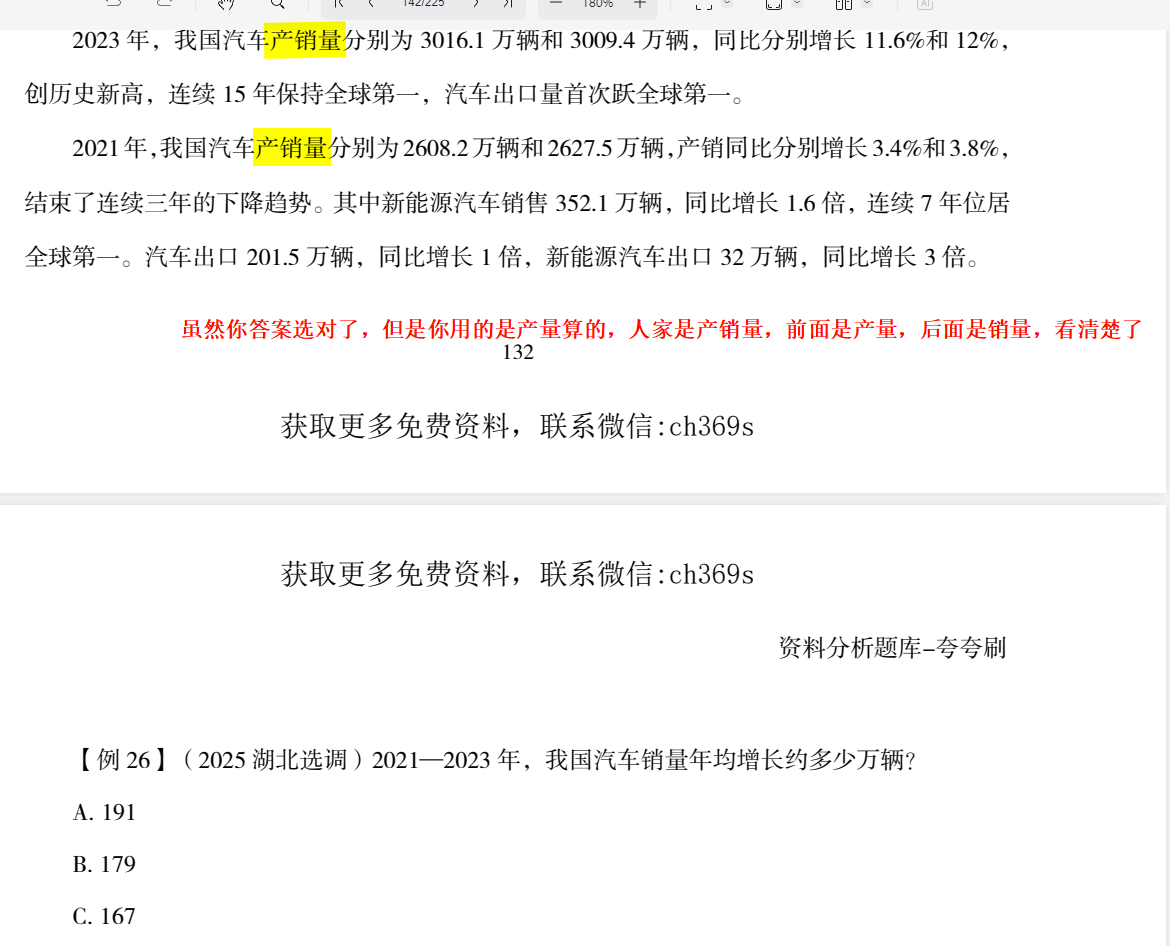 142/225
180%
AI
2023 年，我国汽车产销量分别为 3016.1 万辆和 3009.4 万辆，同比分别增长 11.6%和 12%，
创历史新高，连续 15 年保持全球第一，汽车出口量首次跃全球第一。
2021 年,我国汽车产销量分别为 2608.2 万辆和 2627.5 万辆,产销同比分别增长 3.4%和 3.8%，
结束了连续三年的下降趋势。其中新能源汽车销售 352.1 万辆，同比增长 1.6 倍，连续 7 年位居
全球第一。汽车出口 201.5 万辆，同比增长 1 倍，新能源汽车出口 32 万辆，同比增长 3 倍。
虽然你答案选对了，但是你用的是产量算的，人家是产销量，前面是产量，后面是销量，看清楚了
132
获取更多免费资料，联系微信:ch369s
获取更多免费资料，联系微信:ch369s
资料分析题库-夸夸刷
【例 26】（2025 湖北选调）2021—2023 年，我国汽车销量年均增长约多少万辆？
A. 191
B. 179
C. 167